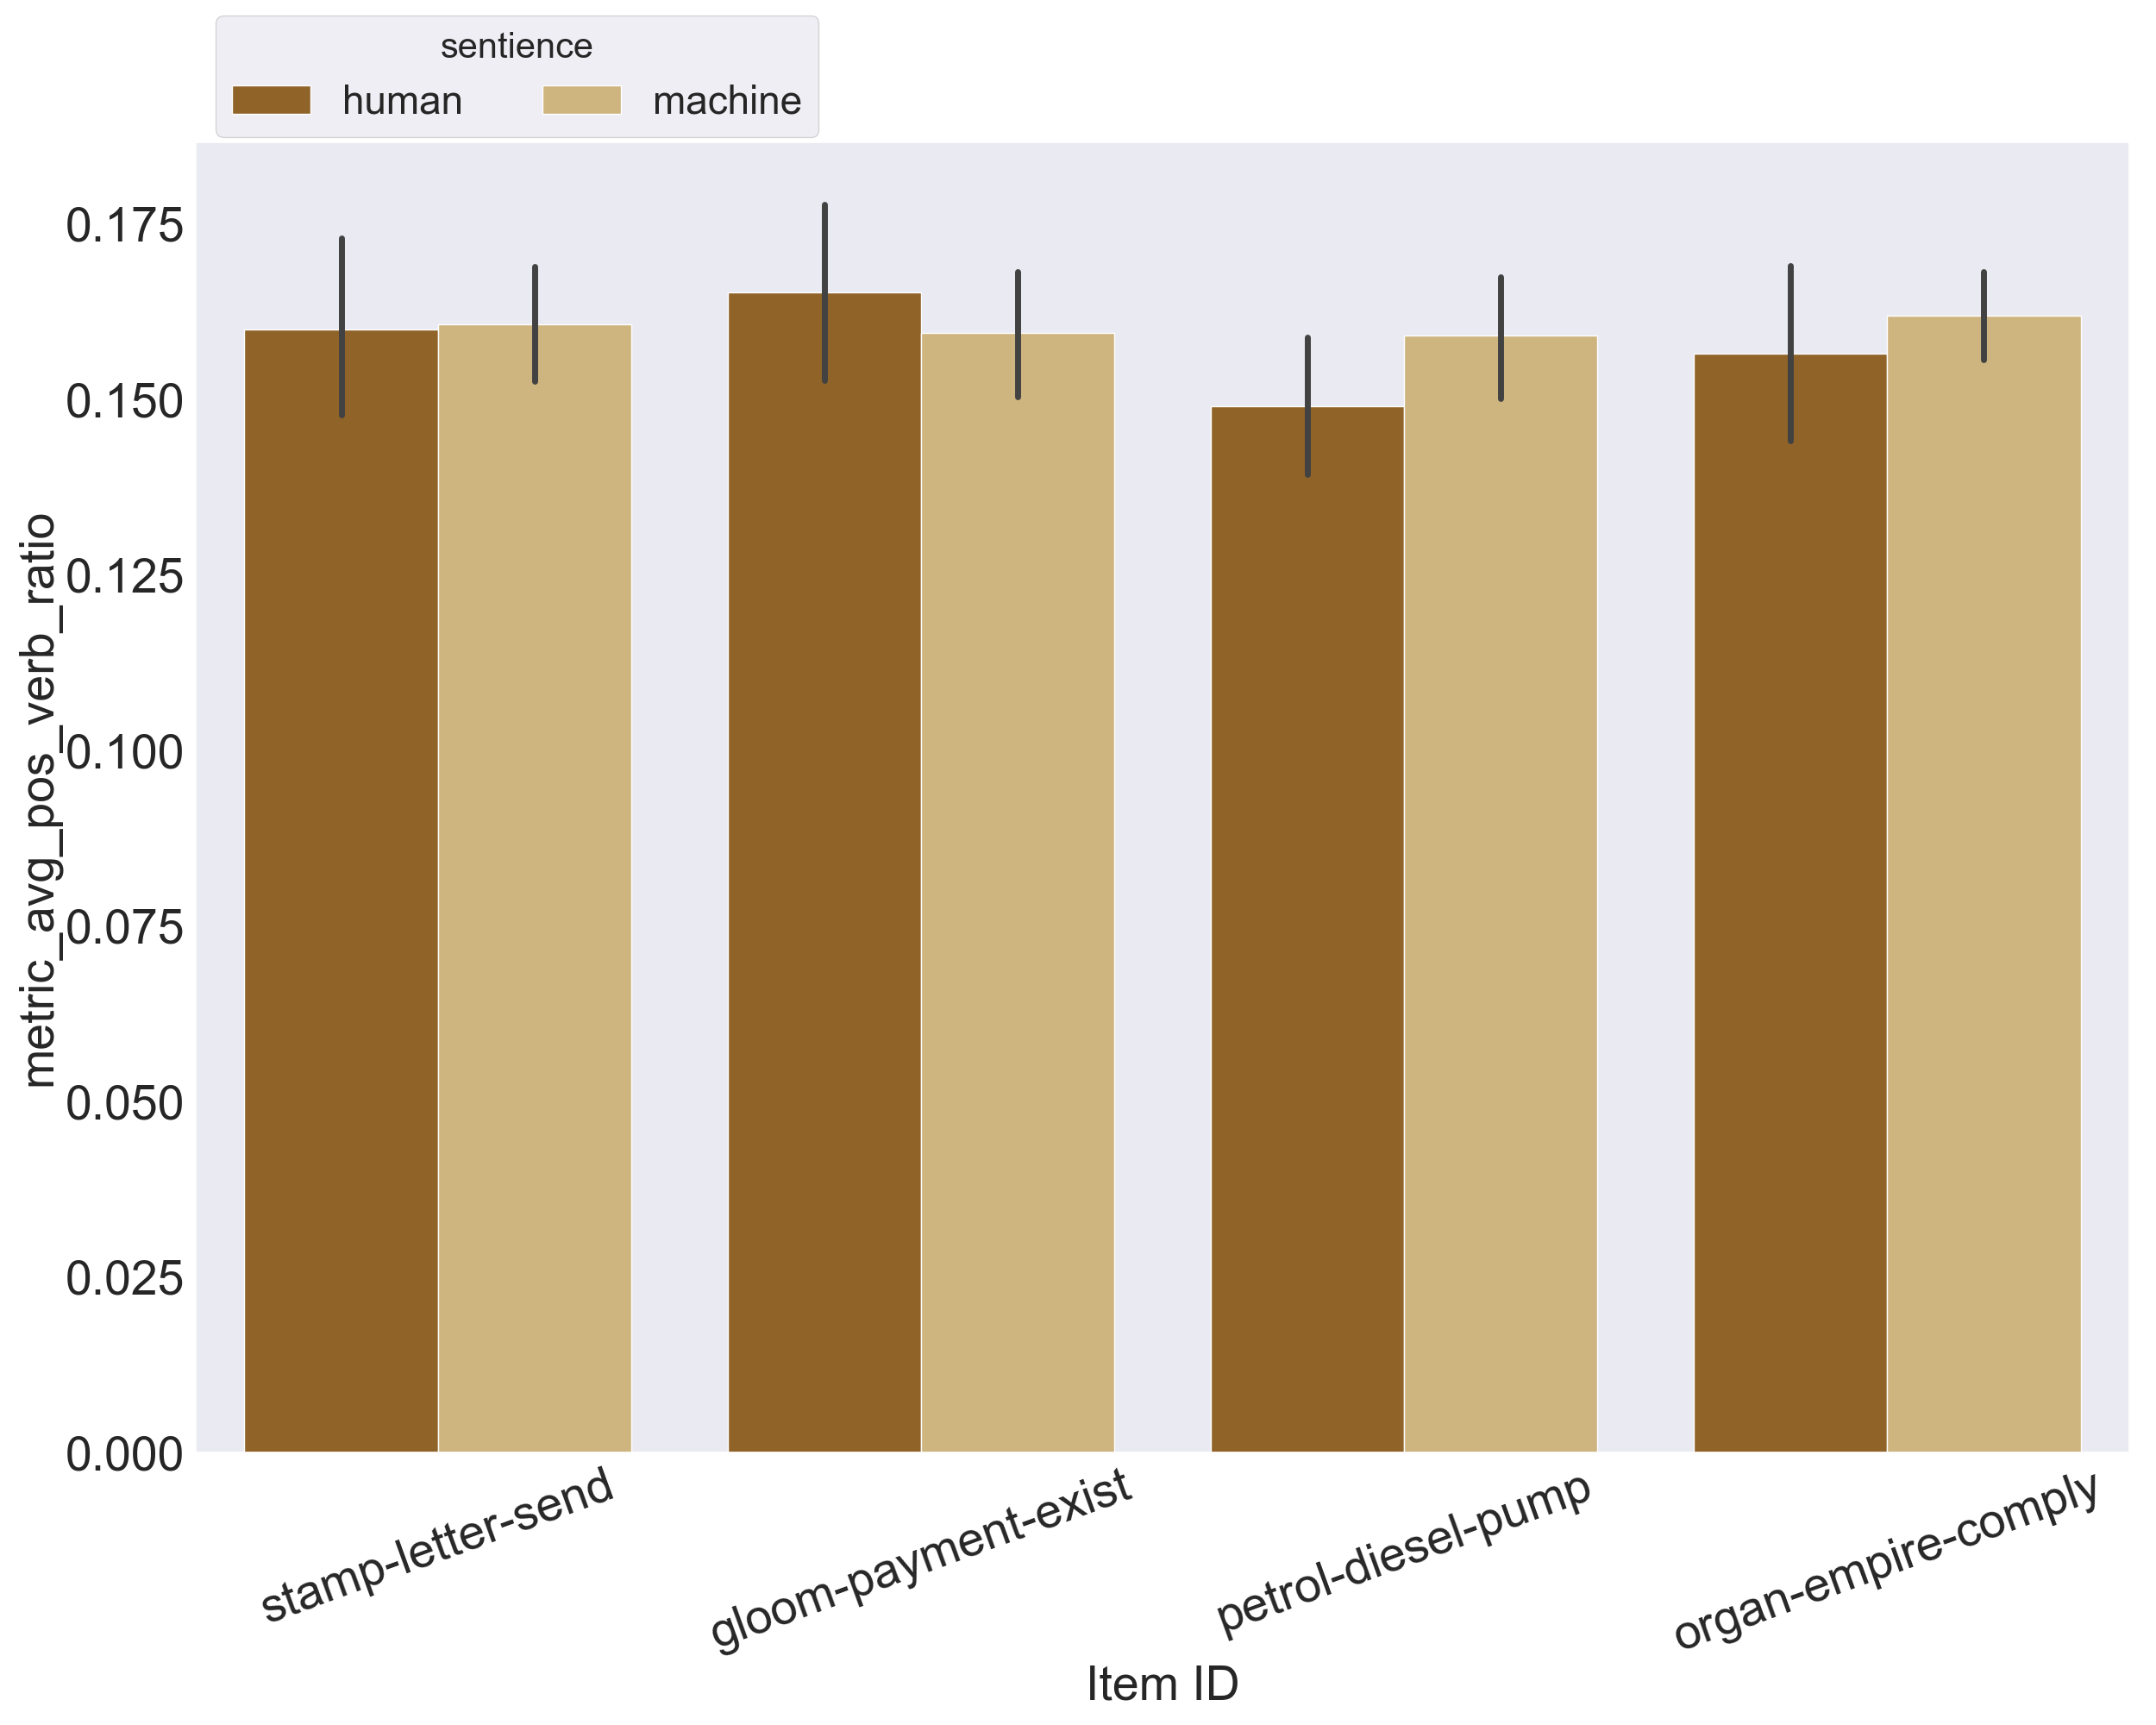 sentience
human machine
0.175
0.150
0.125
0.100
0.075
0.050
0.025
0.000
metric_avg_pos_verb_ratio
stamp-letter-send
gloom-payment-exist
petrol-diesel-pump
organ-empire-comply
Item ID